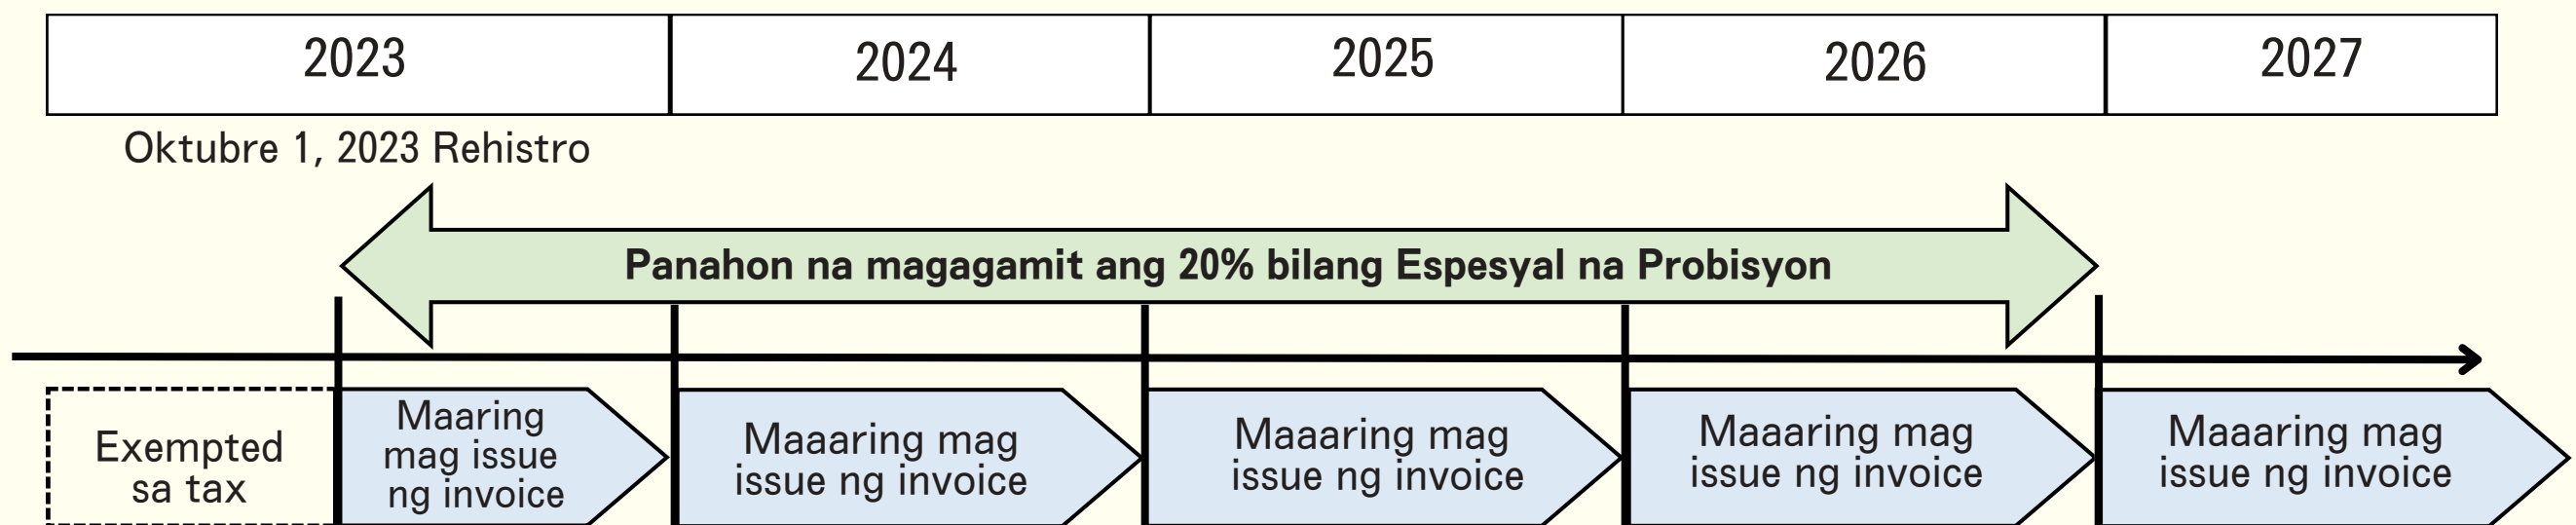 2023
2024
2025
2026
2027
Oktubre 1, 2023 Rehistro
Panahon na magagamit ang 20% bilang Espesyal na Probisyon
Exempted
sa tax
Maaring
mag issue
ng invoice
Maaaring mag
issue ng invoice
Maaaring mag
issue ng invoice
Maaaring mag
issue ng invoice
Maaaring mag
issue ng invoice